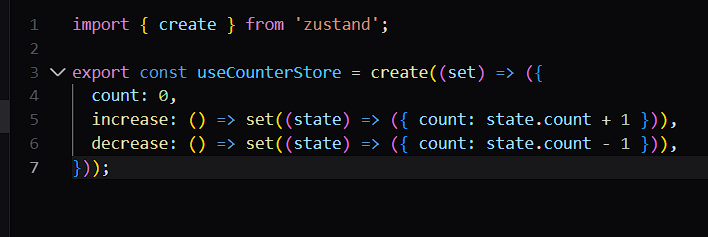 1 import { create } from 'zustand';
2
3 export const useCounterStore = create((set) => ({
4 count: 0,
5 increase: () => set((state) => ({ count: state.count + 1 })),
6 decrease: () => set((state) => ({ count: state.count - 1 })),
7 }));